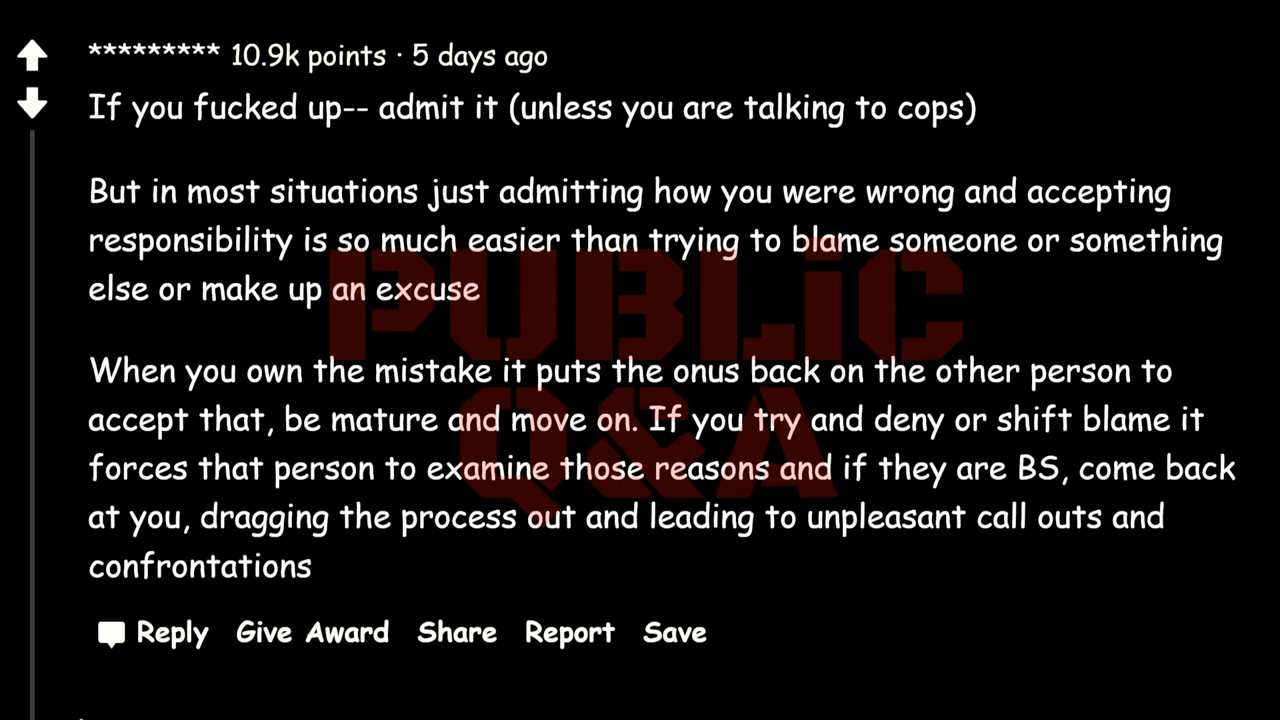 ********* 10.9k points · 5 days ago
If you fucked up-- admit it (unless you are talking to cops)
But in most situations just admitting how you were wrong and accepting
responsibility is so much easier than trying to blame someone or something
else or make up an excuse
PUBLiC
Q&A
When you own the mistake it puts the onus back on the other person to
accept that, be mature and move on. If you try and deny or shift blame it
forces that person to examine those reasons and if they are BS, come back
at you, dragging the process out and leading to unpleasant call outs and
confrontations
Reply Give Award Share Report Save